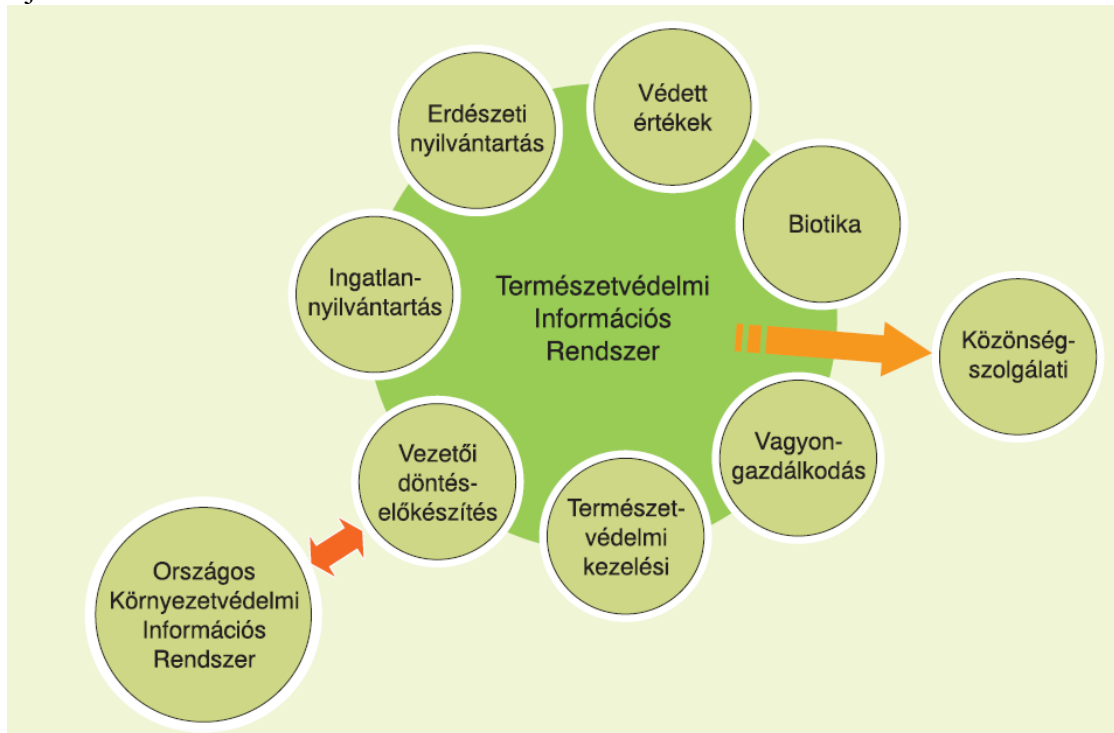 Erdészeti
nyilvántartás
Védett
értékek
Biotika
Ingatlan-
nyilvántartás
Természetvédelmi
Információs
Rendszer
Közönség-
szolgálati
Vagyon-
gazdálkodás
Vezetői
döntés-
előkészítés
Természet-
védelmi
kezelési
Országos
Környezetvédelmi
Információs
Rendszer